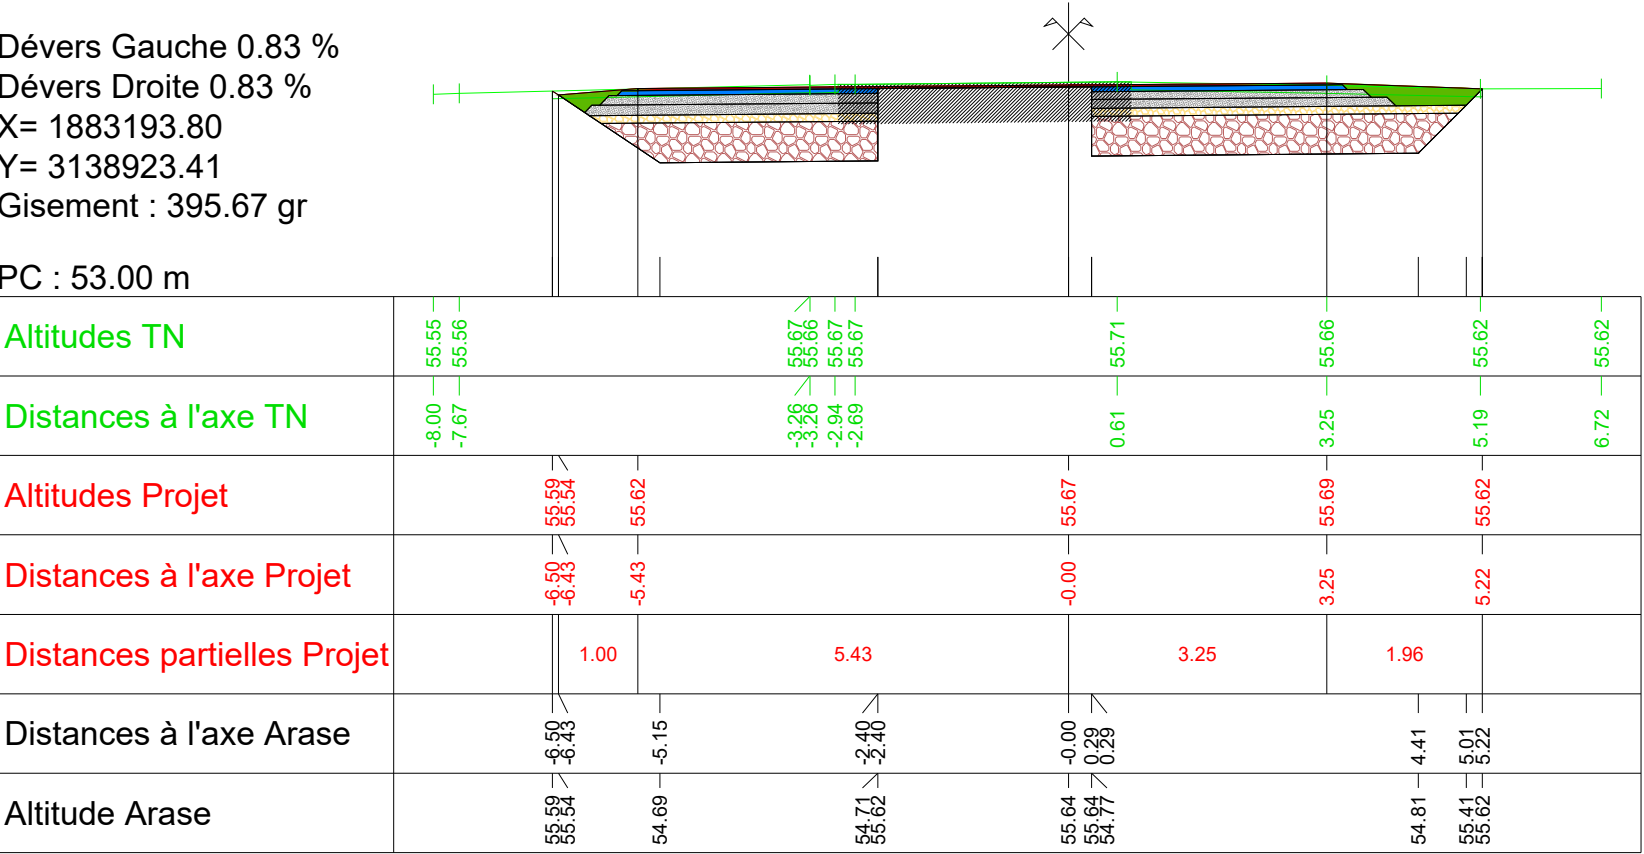 Dévers Gauche 0.83 %
Dévers Droite 0.83 %
X= 1883193.80
Y= 3138923.41
Gisement : 395.67 gr
PC : 53.00 m
Altitudes TN 55.55 55.56 55.67 55.66 55.67 55.67 55.71 55.66 55.62 55.62
Distances à l'axe TN -8.00 -7.67 -3.26 -3.26 -2.94 -2.69 0.61 3.25 5.19 6.72
Altitudes Projet 55.59 55.54 55.62 55.67 55.69 55.62
Distances à l'axe Projet -6.50 -6.43 -5.43 -0.00 3.25 5.22
Distances partielles Projet 1.00 5.43 3.25 1.96
Distances à l'axe Arase -6.50 -6.43 -5.15 -2.40 -2.40 -0.00 0.29 0.29 4.41 5.01 5.22
Altitude Arase 55.59 55.54 54.69 54.71 55.62 55.64 55.64 54.77 54.81 55.41 55.62